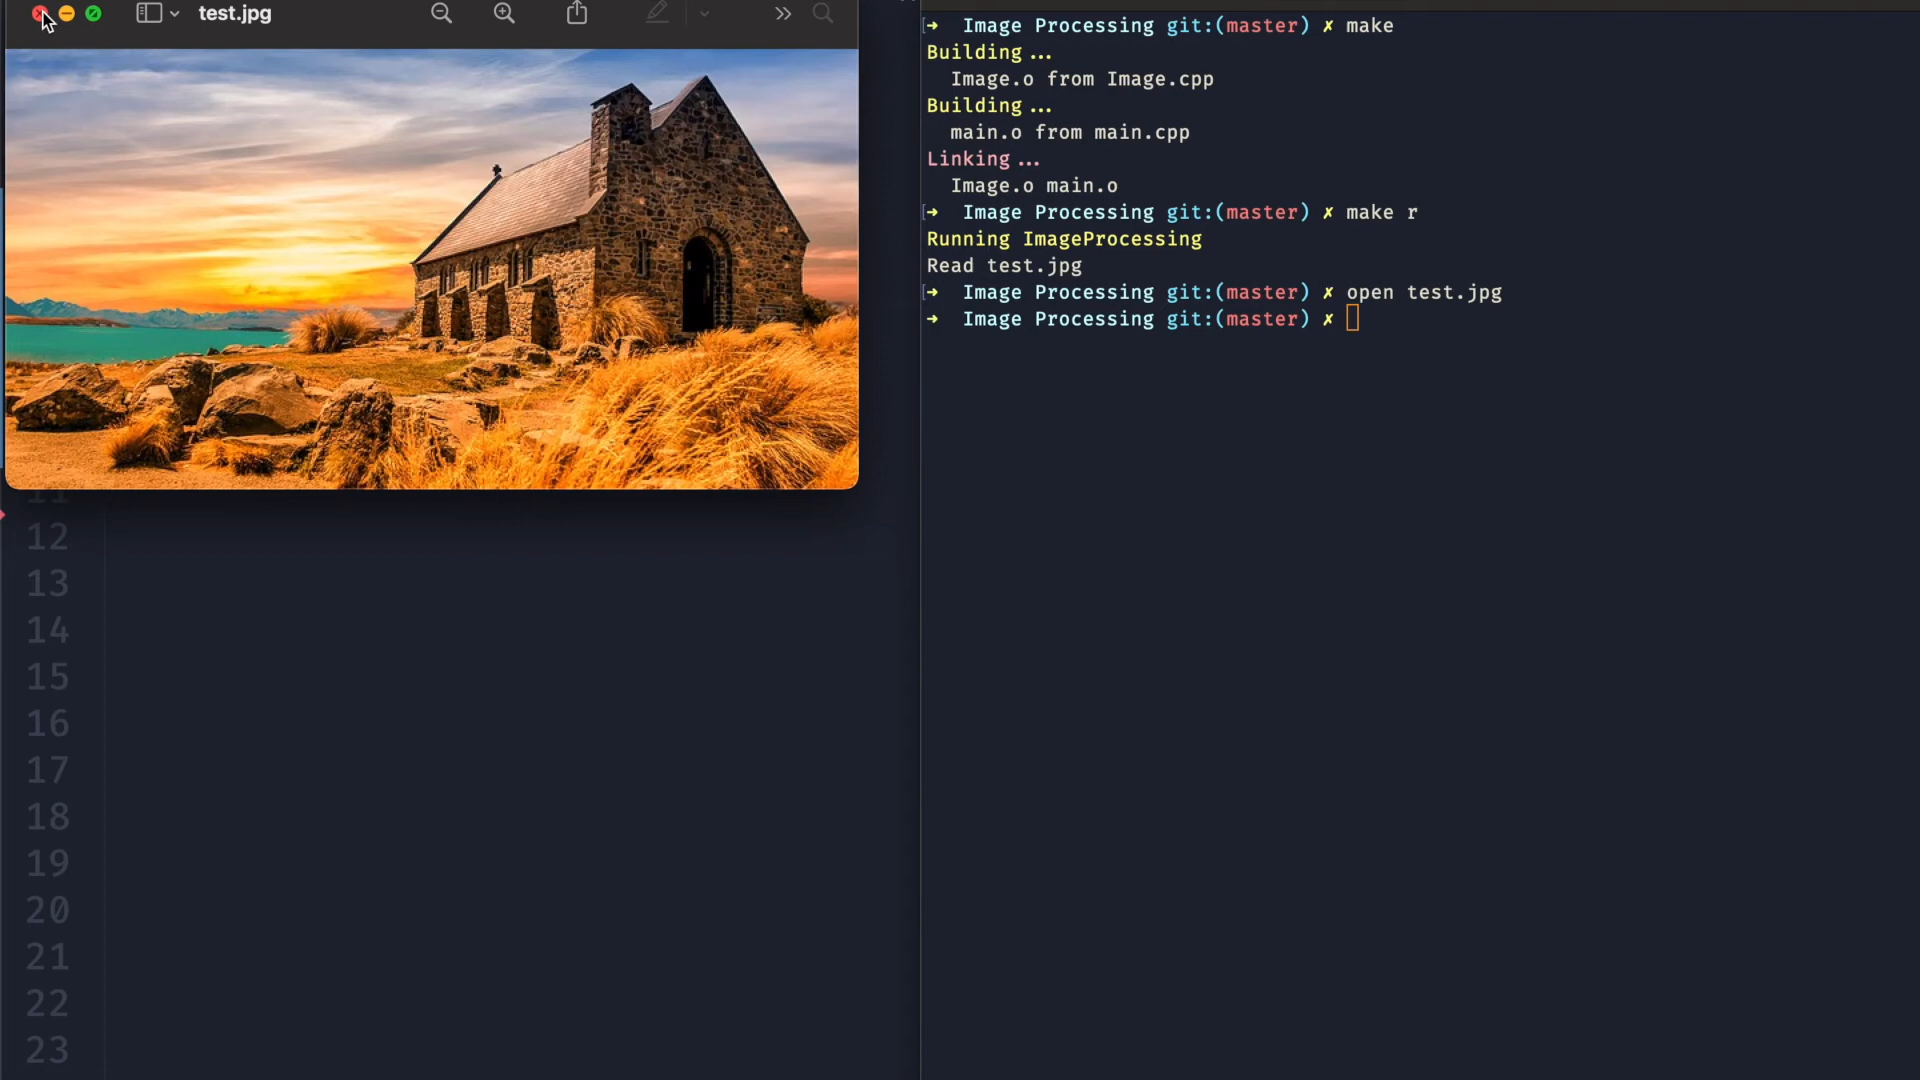 test.jpg
➜  Image Processing git:(master) ✗ make
Building...
Image.o from Image.cpp
Building...
main.o from main.cpp
Linking...
Image.o main.o
➜  Image Processing git:(master) ✗ make r
Running ImageProcessing
Read test.jpg
➜  Image Processing git:(master) ✗ open test.jpg
➜  Image Processing git:(master) ✗
11
12
13
14
15
16
17
18
19
20
21
22
23